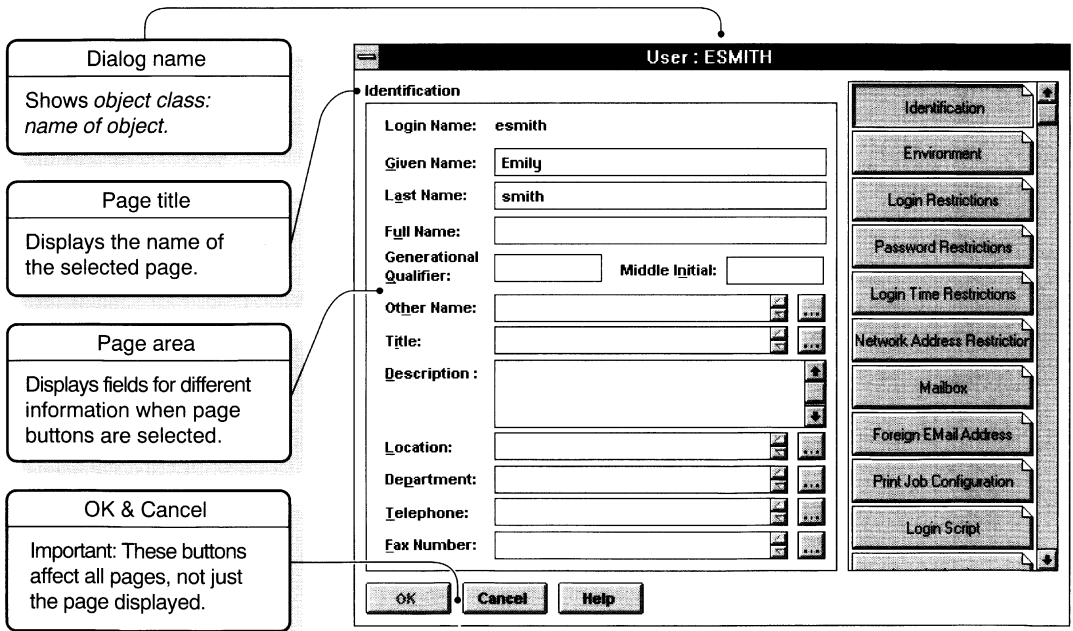 Dialog name
Shows object class:
name of object.
Page title
Displays the name of
the selected page.
Page area
Displays fields for different
information when page
buttons are selected.
OK & Cancel
Important: These buttons
affect all pages, not just
the page displayed.
User : ESMITH
Identification
Login Name: esmith
Given Name: Emily
Last Name: smith
Full Name:
Generational
Qualifier:
Middle Initial:
Other Name: ...
Title: ...
Description :
Location: ...
Department: ...
Telephone: ...
Fax Number: ...
OK Cancel Help
Identification
Environment
Login Restrictions
Password Restrictions
Login Time Restrictions
Network Address Restriction
Mailbox
Foreign EMail Address
Print Job Configuration
Login Script